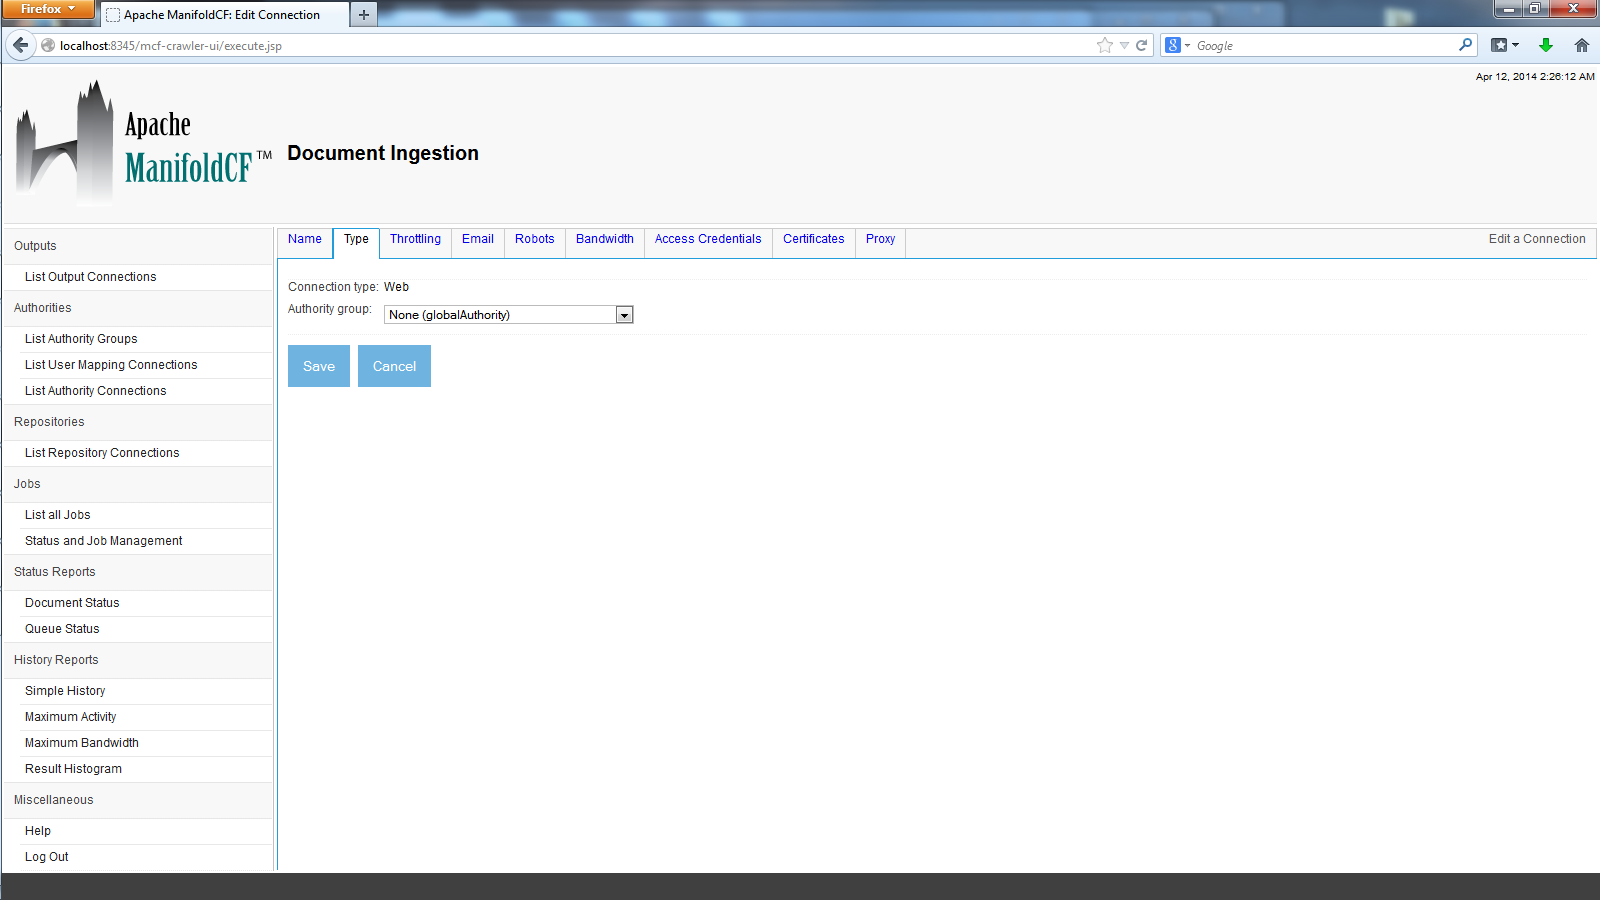 Firefox
Apache ManifoldCF: Edit Connection
localhost:8345/mcf-crawler-ui/execute.jsp
8
Google
Apr 12, 2014 2:26:12 AM
Apache
ManifoldCF™
Document Ingestion
Outputs
List Output Connections
Authorities
List Authority Groups
List User Mapping Connections
List Authority Connections
Repositories
List Repository Connections
Jobs
List all Jobs
Status and Job Management
Status Reports
Document Status
Queue Status
History Reports
Simple History
Maximum Activity
Maximum Bandwidth
Result Histogram
Miscellaneous
Help
Log Out
Name Type Throttling Email Robots Bandwidth Access Credentials Certificates Proxy Edit a Connection
Connection type: Web
Authority group: None (globalAuthority)
Save Cancel